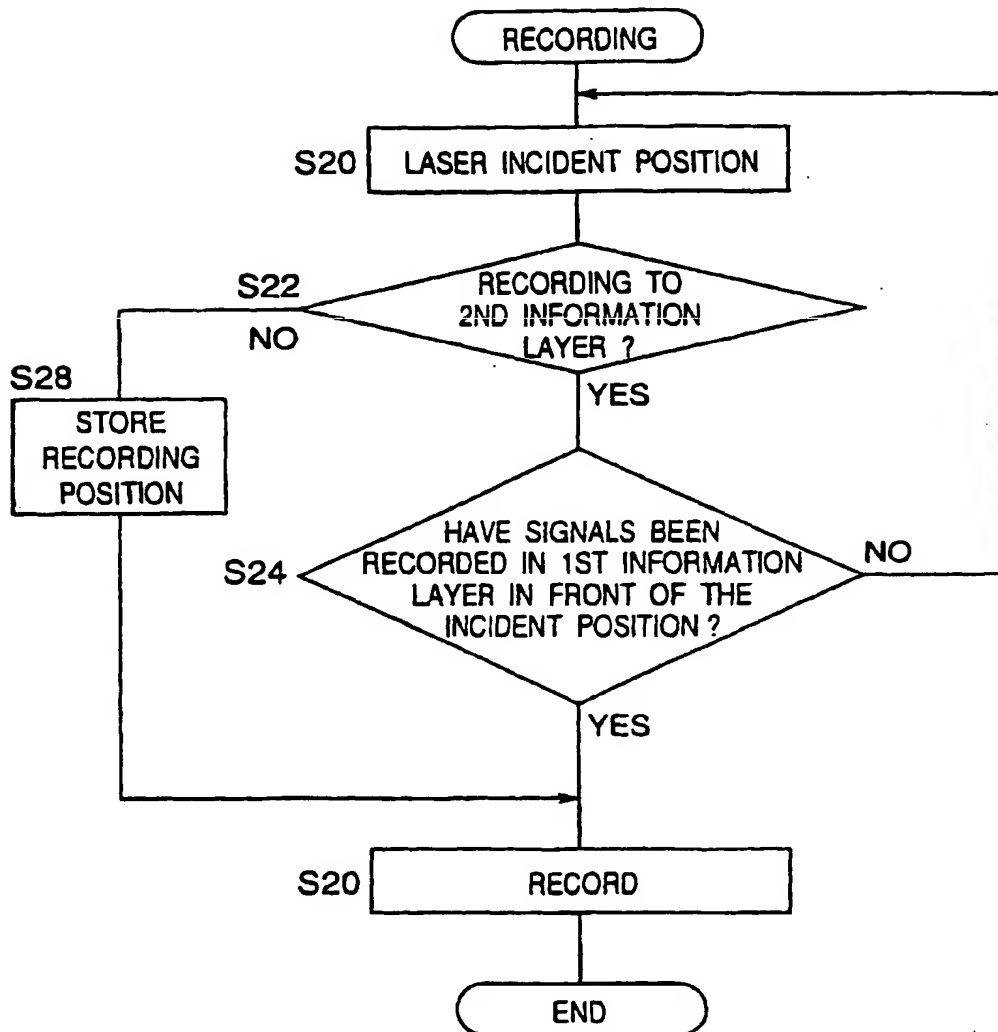 RECORDING
S20
LASER INCIDENT POSITION
S22
RECORDING TO
2ND INFORMATION
LAYER ?
NO
YES
S28
STORE
RECORDING
POSITION
S24
HAVE SIGNALS BEEN
RECORDED IN 1ST INFORMATION
LAYER IN FRONT OF THE
INCIDENT POSITION ?
NO
YES
S20
RECORD
END